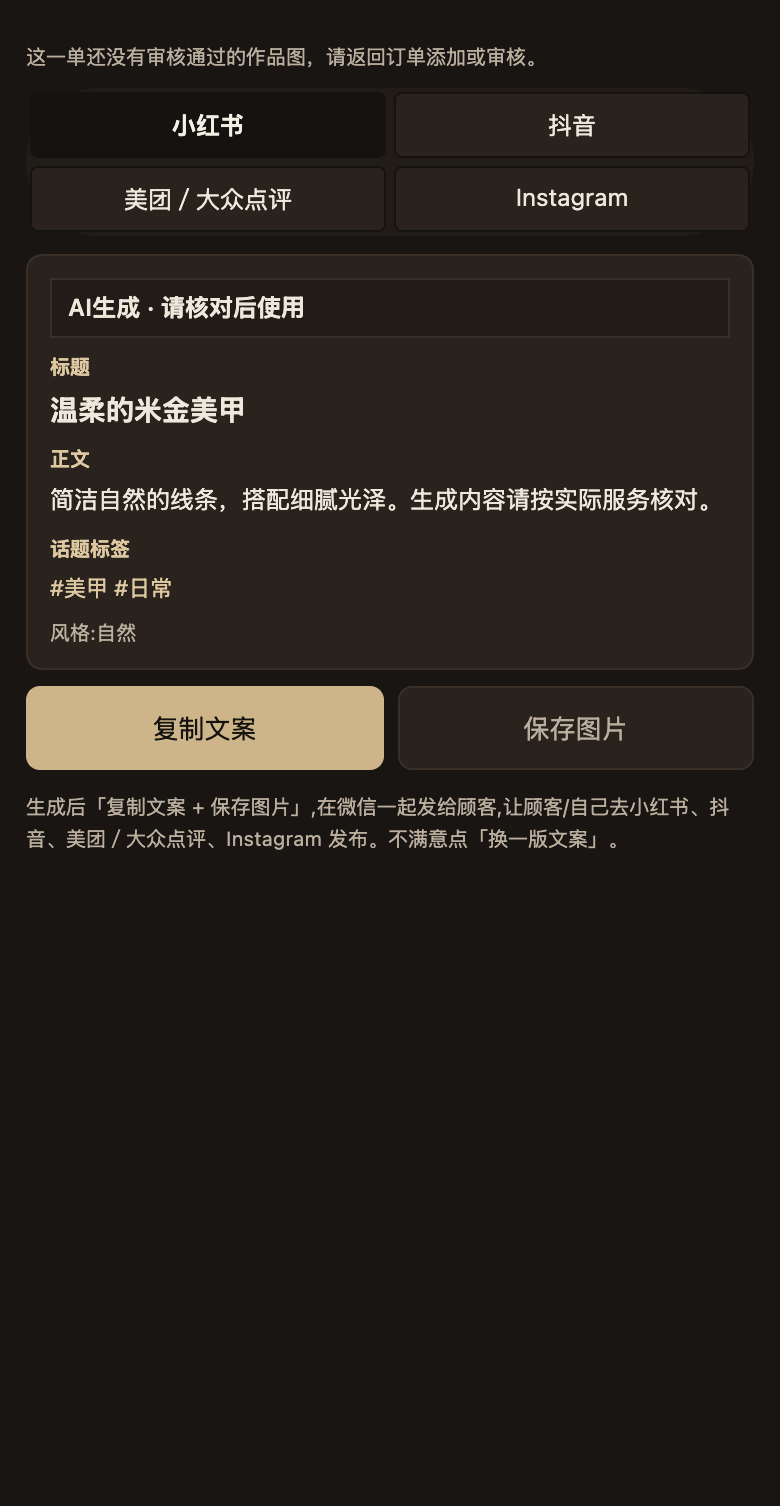 这一单还没有审核通过的作品图，请返回订单添加或审核。
小红书
抖音
美团 / 大众点评
Instagram
AI生成 · 请核对后使用
标题
温柔的米金美甲
正文
简洁自然的线条，搭配细腻光泽。生成内容请按实际服务核对。
话题标签
#美甲 #日常
风格:自然
复制文案
保存图片
生成后「复制文案 + 保存图片」,在微信一起发给顾客,让顾客/自己去小红书、抖
音、美团 / 大众点评、Instagram 发布。不满意点「换一版文案」。